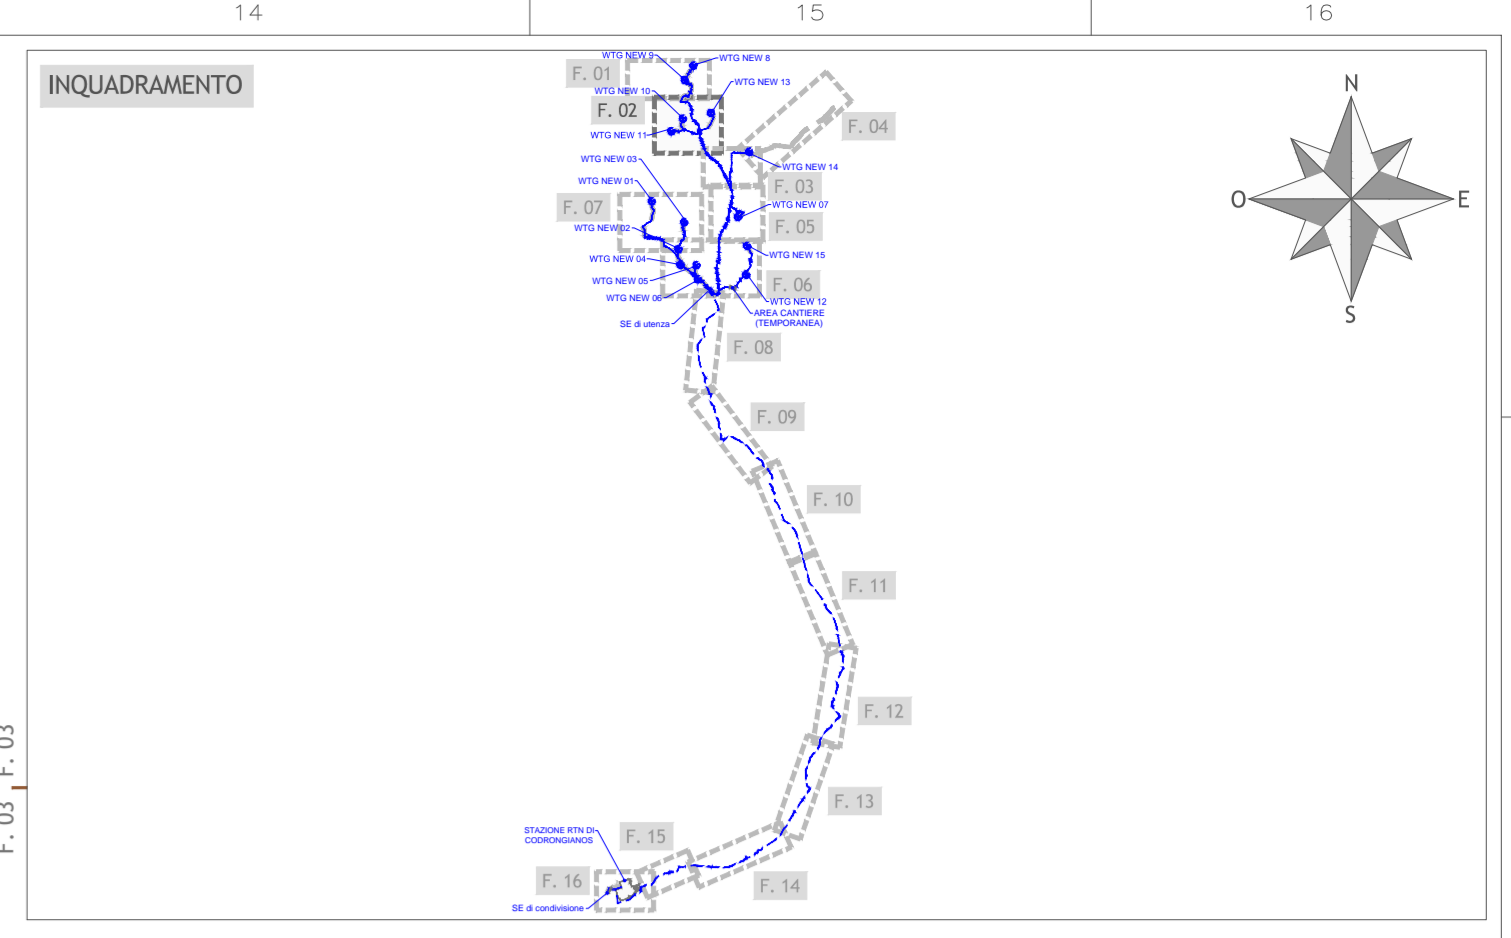 14
15
16
INQUADRAMENTO
WTG NEW 9
WTG NEW 8
F. 01
WTG NEW 13
WTG NEW 10
F. 02
F. 04
WTG NEW 11
WTG NEW 03
WTG NEW 14
WTG NEW 01
F. 03
F. 07
WTG NEW 07
WTG NEW 02
F. 05
WTG NEW 15
WTG NEW 04
WTG NEW 05
F. 06
WTG NEW 06
WTG NEW 12
AREA CANTIERE
(TEMPORANEA)
SE di utenza
F. 08
F. 09
F. 10
F. 11
F. 12
F. 13
STAZIONE RTN DI
CODRONGIANOS
F. 15
F. 16
F. 14
SE di condivisione
N
O
E
S
F. 03
F. 03